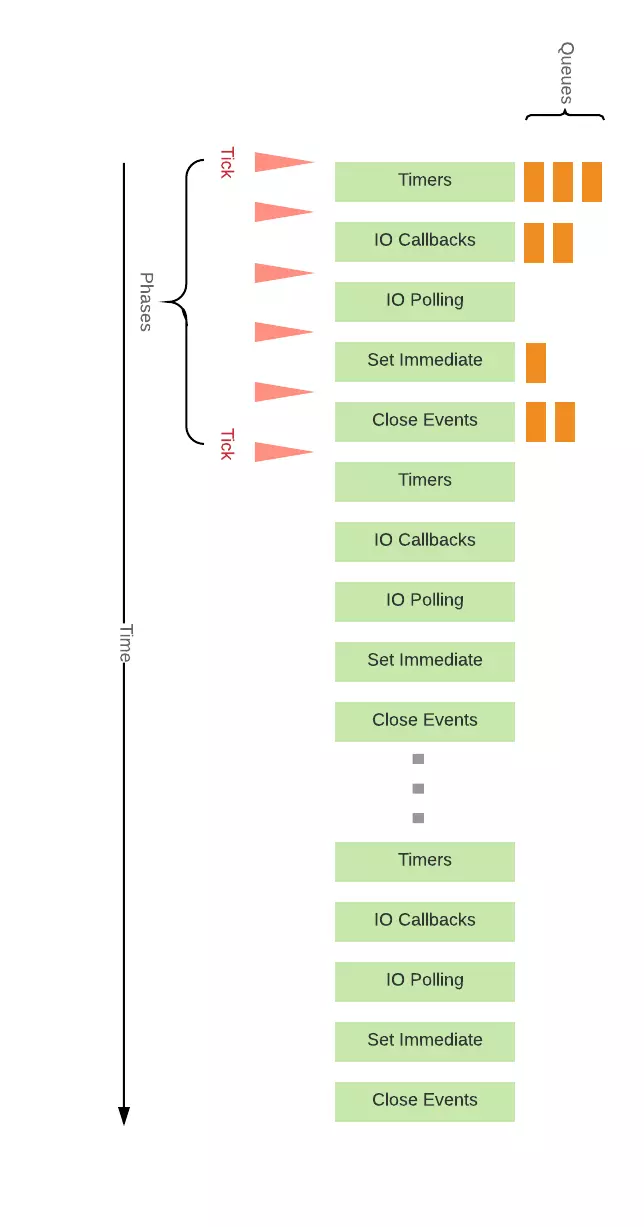 Queues
Tick
Timers
IO Callbacks
Phases
IO Polling
Set Immediate
Close Events
Tick
Timers
IO Callbacks
IO Polling
Time
Set Immediate
Close Events
Timers
IO Callbacks
IO Polling
Set Immediate
Close Events